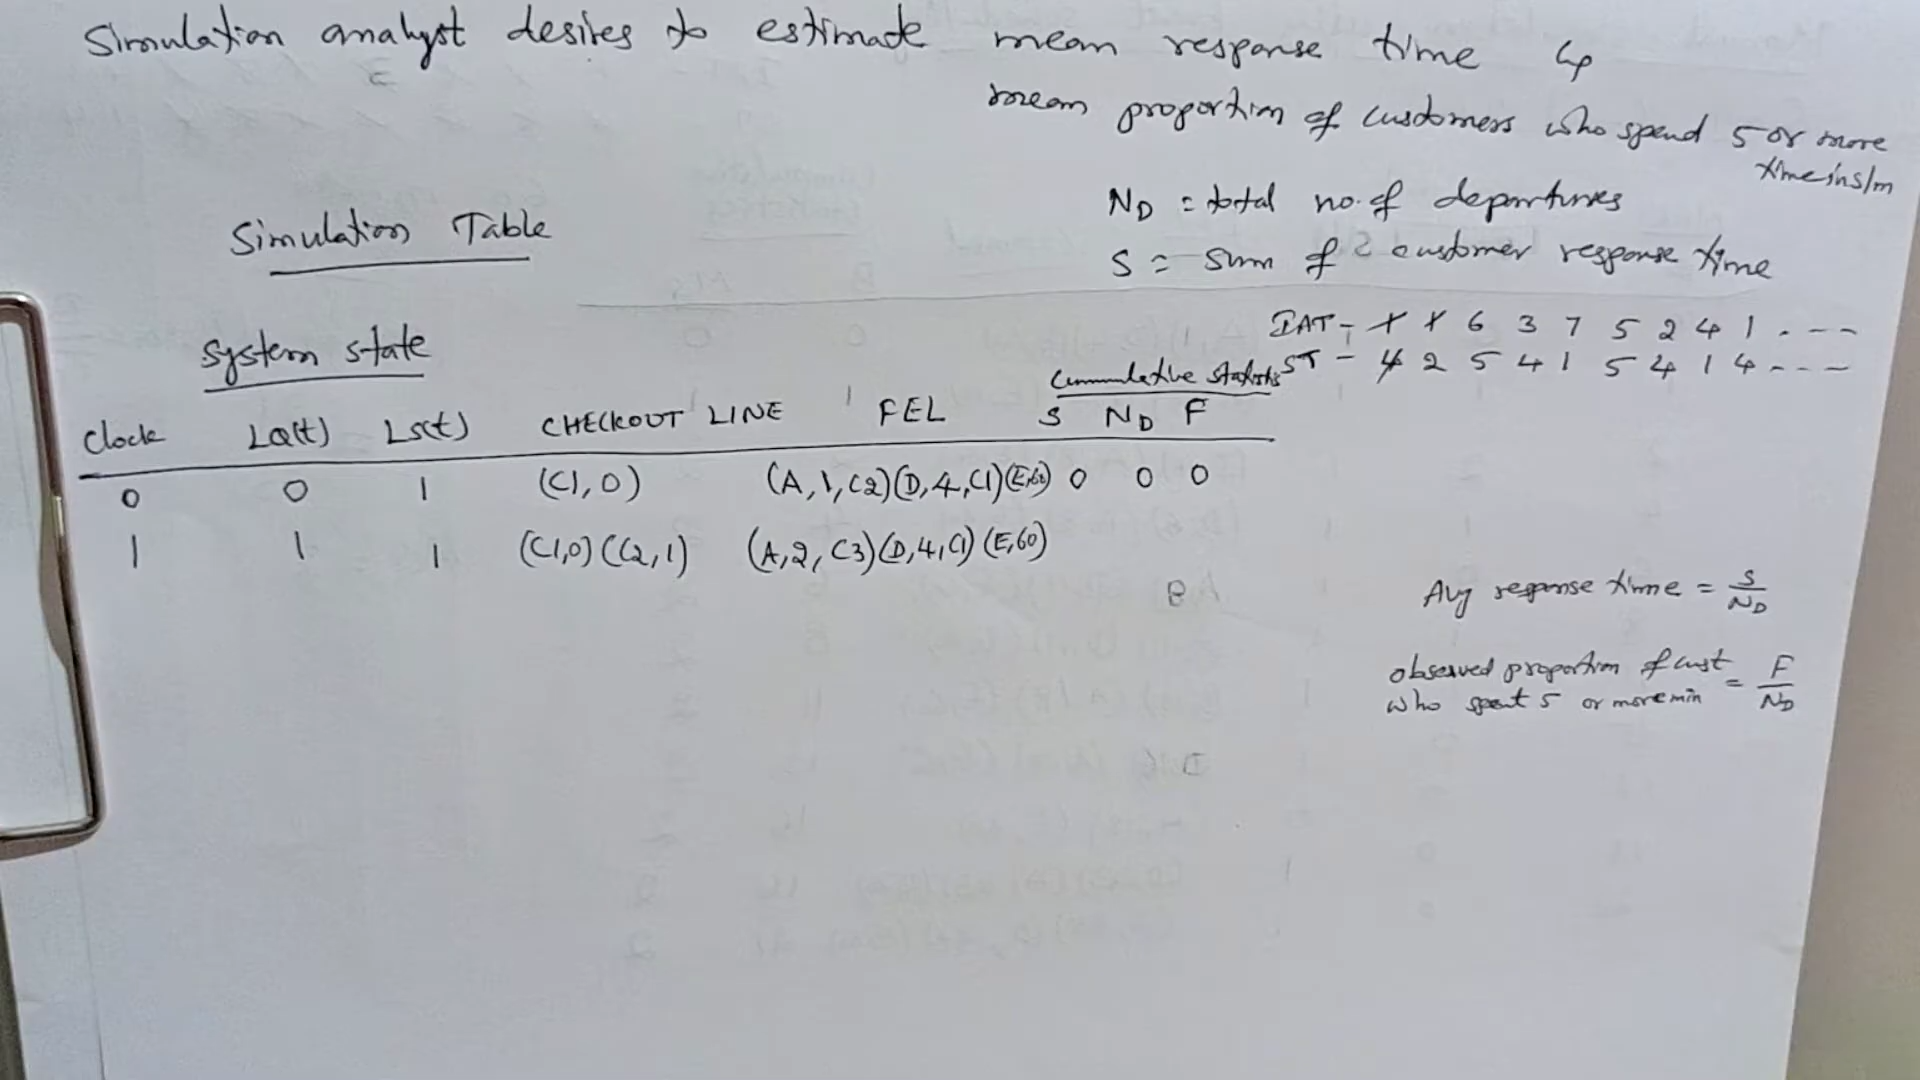 Simulation analyst desires to estimate mean response time &
mean proportion of customers who spend 5 or more
time in s/m
ND = total no. of departures
S = Sum of customer response time
Simulation Table
IAT - 1 1 6 3 7 5 2 4 1 . - -
ST - 4 2 5 4 1 5 4 1 4 - - -
System state
Cummulative
Clock LQ(t) LS(t) CHECKOUT LINE FEL S ND F
0 0 1 (C1,0) (A,1,C2)(D,4,C1)(E,60) 0 0 0
1 1 1 (C1,0)(C2,1) (A,2,C3)(D,4,C1)(E,60)
Avg response time = S/ND
observed proportion of cust
who spent 5 or more min = F/ND